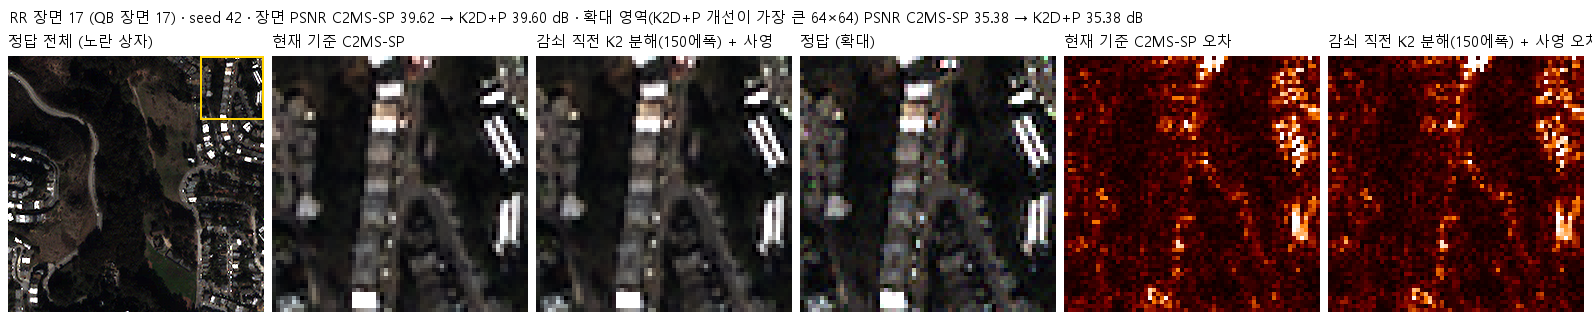 RR 장면 17 (QB 장면 17) · seed 42 · 장면 PSNR C2MS-SP 39.62 → K2D+P 39.60 dB · 확대 영역(K2D+P 개선이 가장 큰 64×64) PSNR C2MS-SP 35.38 → K2D+P 35.38 dB
정답 전체 (노란 상자)
현재 기준 C2MS-SP
감쇠 직전 K2 분해(150에폭) + 사영
정답 (확대)
현재 기준 C2MS-SP 오차
감쇠 직전 K2 분해(150에폭) + 사영 오차